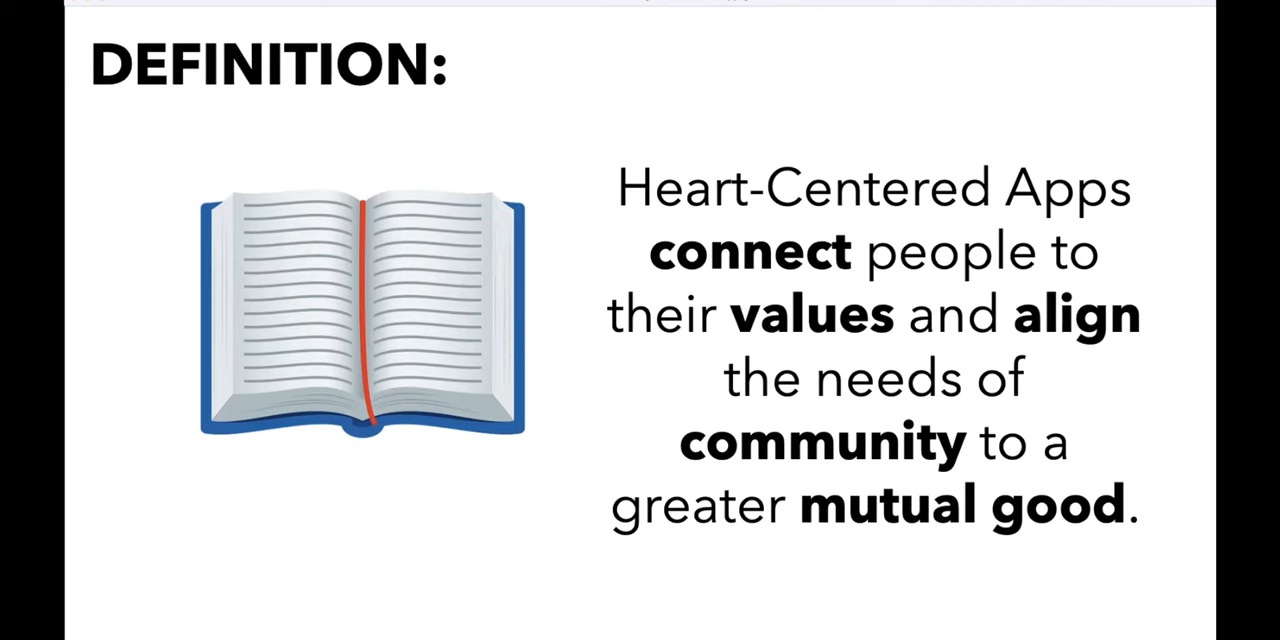 DEFINITION:
Heart-Centered Apps
connect people to
their values and align
the needs of
community to a
greater mutual good.